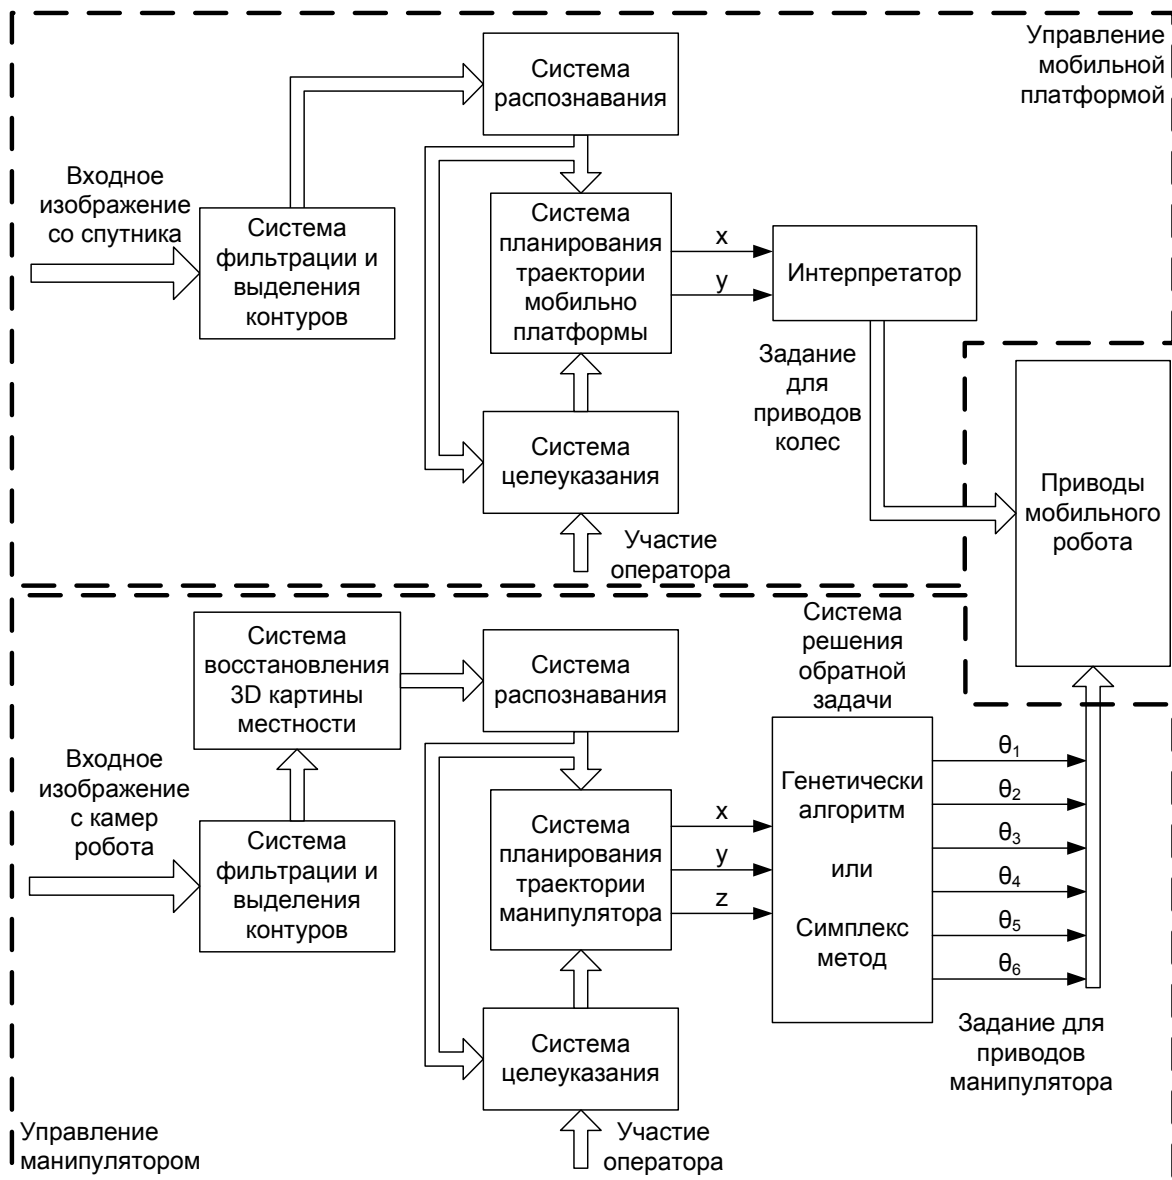 Управление
мобильной
платформой
Система
распознавания
Входное
изображение
со спутника
Система
фильтрации и
выделения
контуров
Система
планирования
траектории
мобильно
платформы
x
y
Интерпретатор
Задание
для
приводов
колес
Система
целеуказания
Участие
оператора
Приводы
мобильного
робота
Система
восстановления
3D картины
местности
Система
распознавания
Система
решения
обратной
задачи
Входное
изображение
с камер
робота
Система
фильтрации и
выделения
контуров
Система
планирования
траектории
манипулятора
x
y
z
Генетически
алгоритм
или
Симплекс
метод
θ1
θ2
θ3
θ4
θ5
θ6
Задание для
приводов
манипулятора
Система
целеуказания
Участие
оператора
Управление
манипулятором